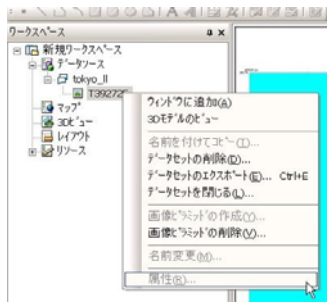 ワークスペース
新規ワークスペース
データソース
tokyo_II
T39272
マップ
3Dビュー
レイアウト
リソース
ウィンドウに追加(A)
3Dモデルのビュー
名前を付けてコピー(C)...
データセットの削除(D)...
データセットのエクスポート(E)... Ctrl+E
データセットを閉じる(L)...
画像ピラミッドの作成(Y)...
画像ピラミッドの削除(V)...
名前変更(M)...
属性(R)...